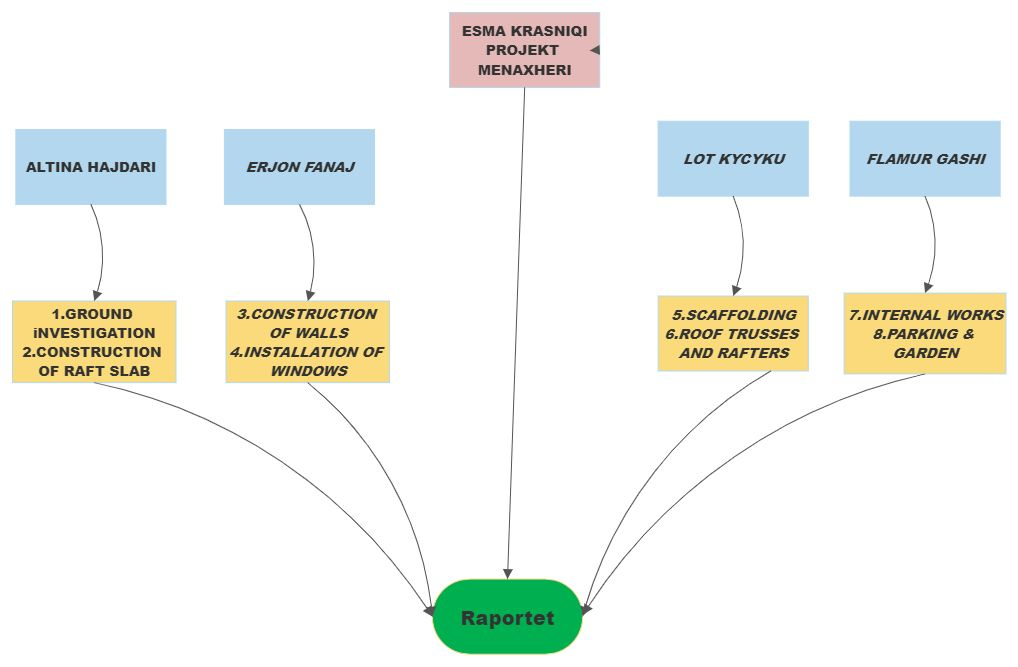 ESMA KRASNIQI
PROJEKT
MENAXHERI
ALTINA HAJDARI
ERJON FANAJ
LOT KYCYKU
FLAMUR GASHI
1.GROUND
iNVESTIGATION
2.CONSTRUCTION
OF RAFT SLAB
3.CONSTRUCTION
OF WALLS
4.INSTALLATION OF
WINDOWS
5.SCAFFOLDING
6.ROOF TRUSSES
AND RAFTERS
7.INTERNAL WORKS
8.PARKING &
GARDEN
Raportet